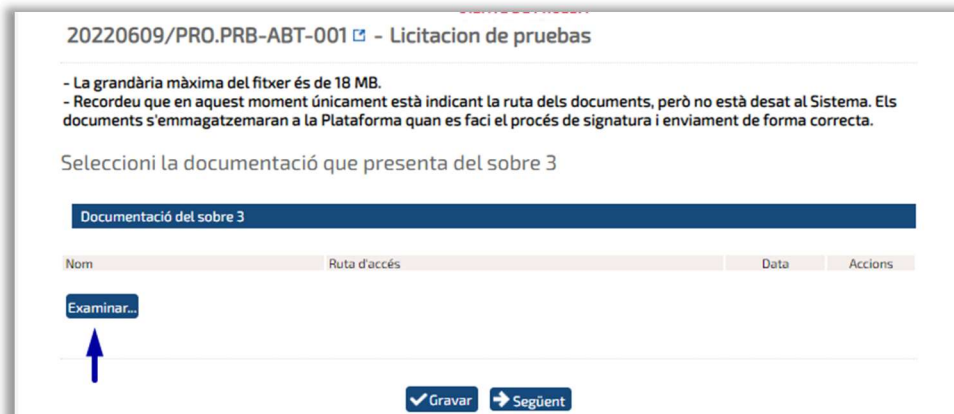 20220609/PRO.PRB-ABT-001 - Licitacion de pruebas
- La grandària màxima del fitxer és de 18 MB.
- Recordeu que en aquest moment únicament està indicant la ruta dels documents, però no està desat al Sistema. Els
documents s'emmagatzemaran a la Plataforma quan es faci el procés de signatura i enviament de forma correcta.
Seleccioni la documentació que presenta del sobre 3
Documentació del sobre 3
Nom Ruta d'accés Data Accions
Examinar...
Gravar Següent